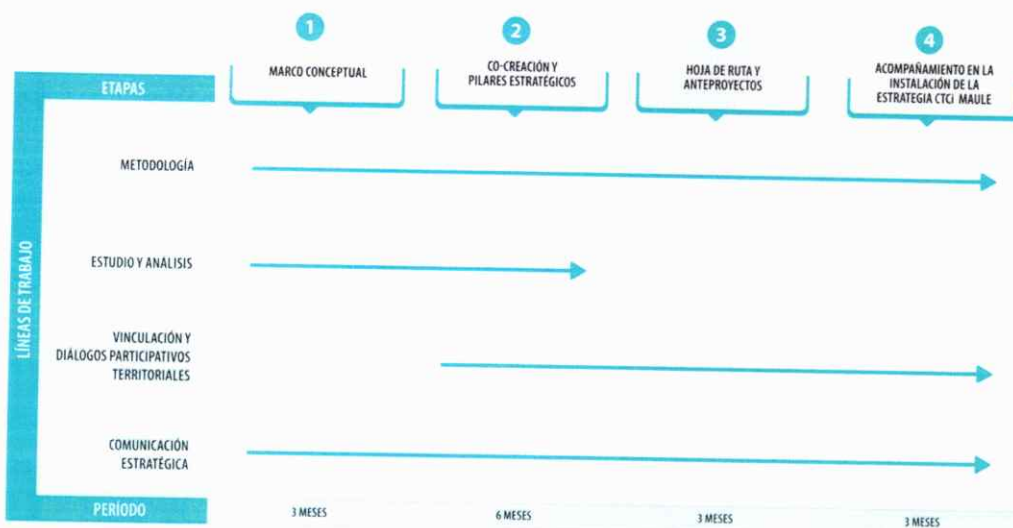 1
2
3
4
ETAPAS
MARCO CONCEPTUAL
CO-CREACIÓN Y
PILARES ESTRATÉGICOS
HOJA DE RUTA Y
ANTEPROYECTOS
ACOMPAÑAMIENTO EN LA
INSTALACIÓN DE LA
ESTRATEGIA CTCi MAULE
LÍNEAS DE TRABAJO
METODOLOGÍA
ESTUDIO Y ANÁLISIS
VINCULACIÓN Y
DIÁLOGOS PARTICIPATIVOS
TERRITORIALES
COMUNICACIÓN
ESTRATÉGICA
PERÍODO
3 MESES
6 MESES
3 MESES
3 MESES